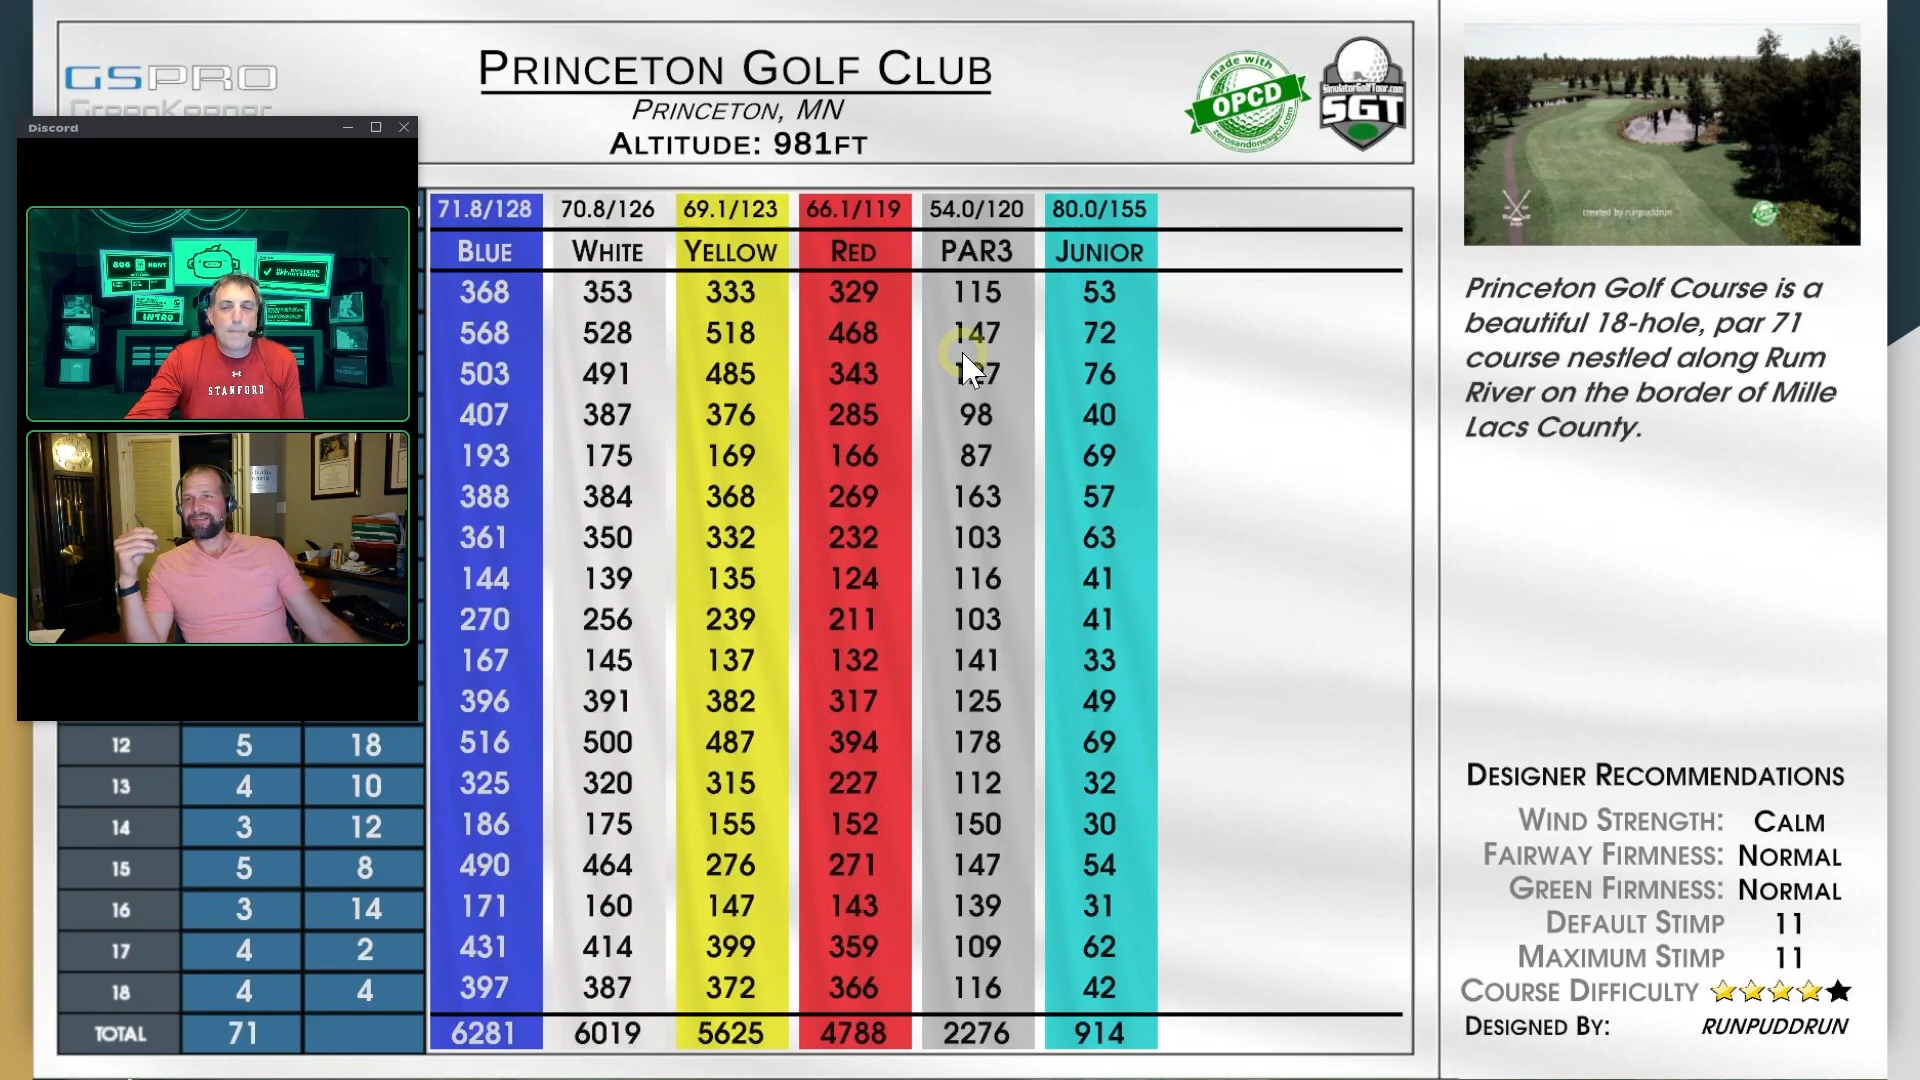 GSPRO
GreenKeeper
PRINCETON GOLF CLUB
PRINCETON, MN
ALTITUDE: 981FT
made with
OPCD
zerosandonesgcd.com
SimulatorGolfTour.com
SGT
Discord
INTRO
STANFORD
71.8/128 70.8/126 69.1/123 66.1/119 54.0/120 80.0/155
BLUE WHITE YELLOW RED PAR3 JUNIOR
368 353 333 329 115 53
568 528 518 468 147 72
503 491 485 343 76
407 387 376 285 98 40
193 175 169 166 87 69
388 384 368 269 163 57
361 350 332 232 103 63
144 139 135 124 116 41
270 256 239 211 103 41
167 145 137 132 141 33
396 391 382 317 125 49
12 5 18 516 500 487 394 178 69
13 4 10 325 320 315 227 112 32
14 3 12 186 175 155 152 150 30
15 5 8 490 464 276 271 147 54
16 3 14 171 160 147 143 139 31
17 4 2 431 414 399 359 109 62
18 4 4 397 387 372 366 116 42
TOTAL 71 6281 6019 5625 4788 2276 914
created by runpuddrun
Princeton Golf Course is a
beautiful 18-hole, par 71
course nestled along Rum
River on the border of Mille
Lacs County.
DESIGNER RECOMMENDATIONS
WIND STRENGTH: CALM
FAIRWAY FIRMNESS: NORMAL
GREEN FIRMNESS: NORMAL
DEFAULT STIMP 11
MAXIMUM STIMP 11
COURSE DIFFICULTY
DESIGNED BY: RUNPUDDRUN